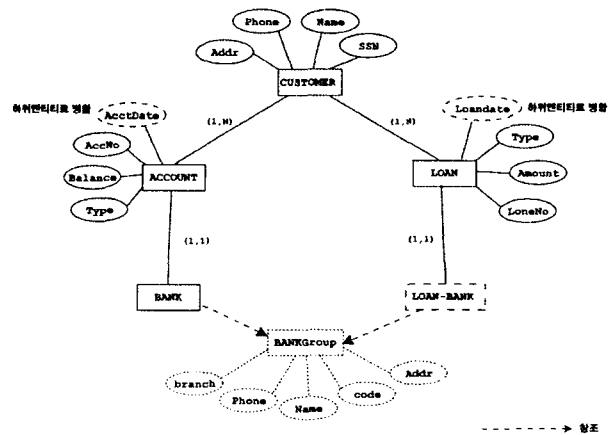 Phone
Name
Addr
SSN
CUSTOMER
하위엔티티로 병합
AcctDate
(1,N)
(1,N)
Loandate
하위엔티티로 병합
AccNo
Type
Balance
ACCOUNT
LOAN
Amount
Type
LoneNo
(1,1)
(1,1)
BANK
LOAN-BANK
BANKGroup
branch
Phone
Name
code
Addr
참조